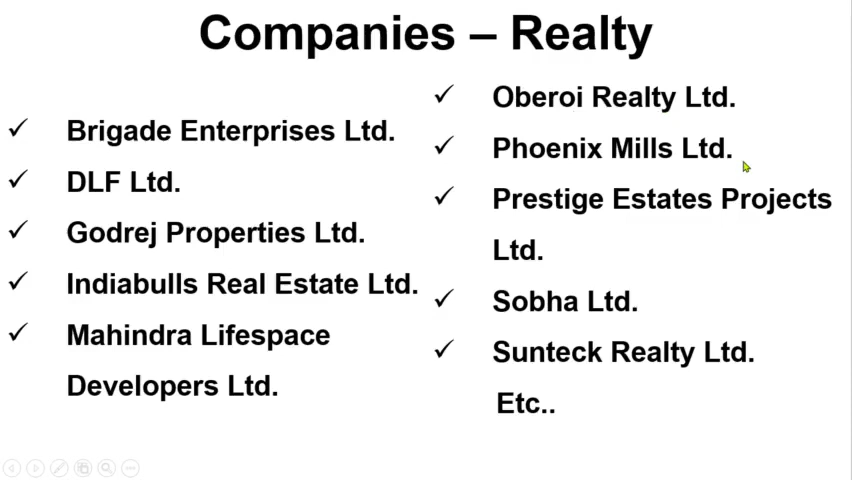 Companies – Realty
Brigade Enterprises Ltd.
DLF Ltd.
Godrej Properties Ltd.
Indiabulls Real Estate Ltd.
Mahindra Lifespace
Developers Ltd.
Oberoi Realty Ltd.
Phoenix Mills Ltd.
Prestige Estates Projects
Ltd.
Sobha Ltd.
Sunteck Realty Ltd.
Etc..